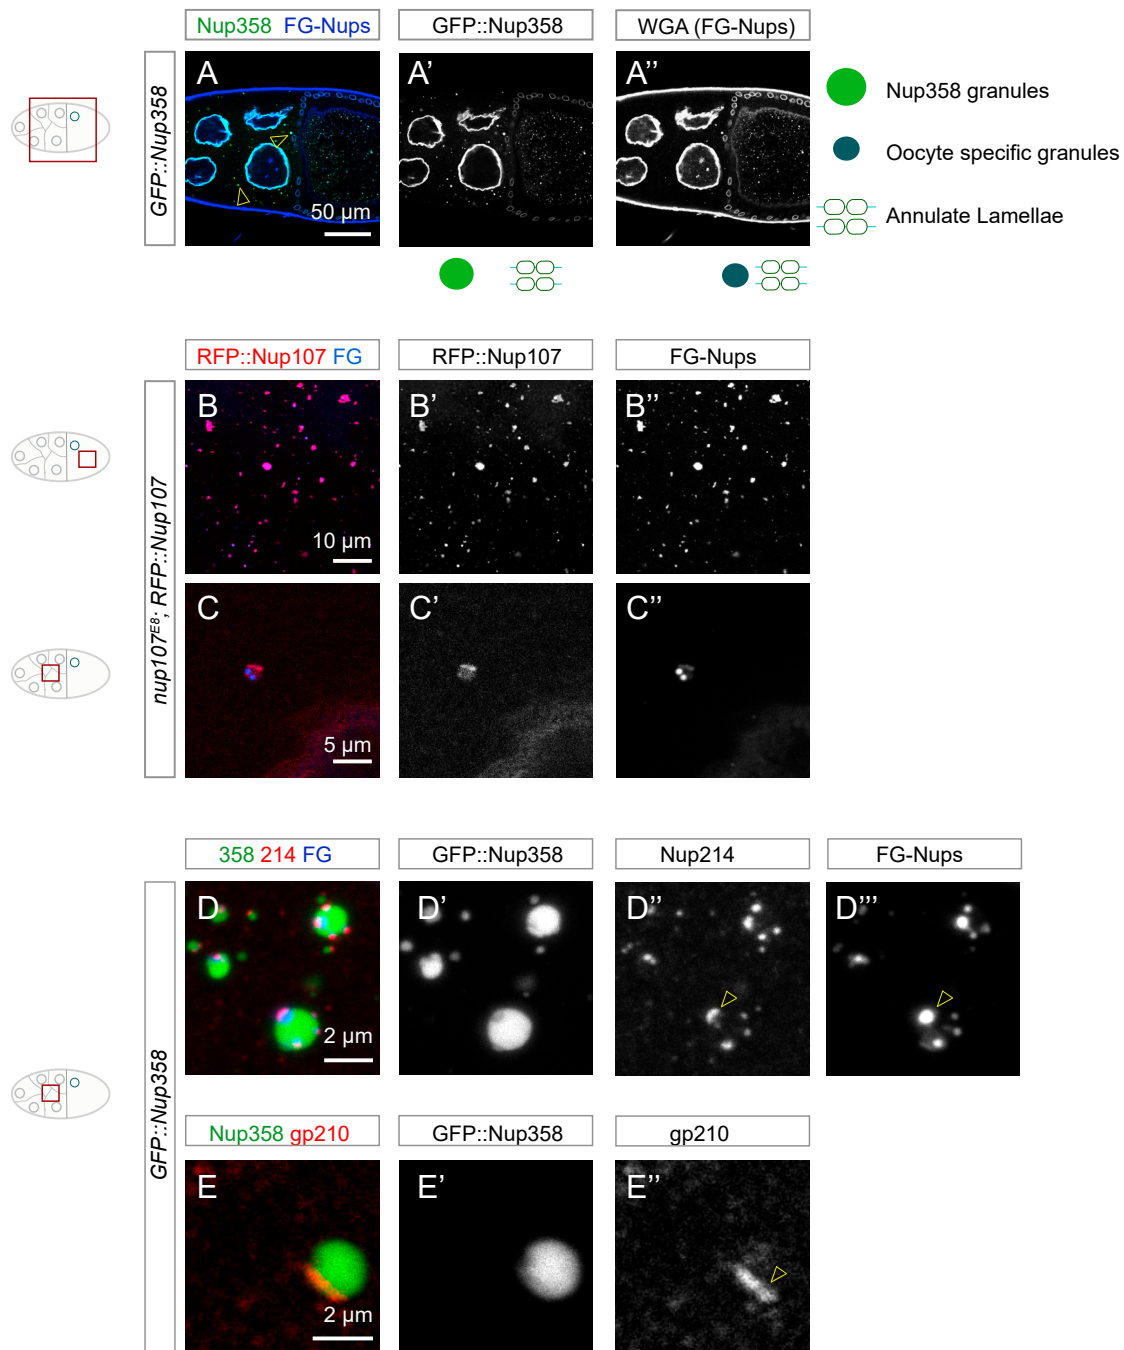 Nup358 FG-Nups
GFP::Nup358
WGA (FG-Nups)
GFP::Nup358
A
50 µm
A’
A’’
Nup358 granules
Oocyte specific granules
Annulate Lamellae
RFP::Nup107 FG
RFP::Nup107
FG-Nups
nup107E8; RFP::Nup107
B
10 µm
B’
B’’
C
5 µm
C’
C’’
358 214 FG
GFP::Nup358
Nup214
FG-Nups
GFP::Nup358
D
2 µm
D’
D’’
D’’’
Nup358 gp210
GFP::Nup358
gp210
E
2 µm
E’
E’’